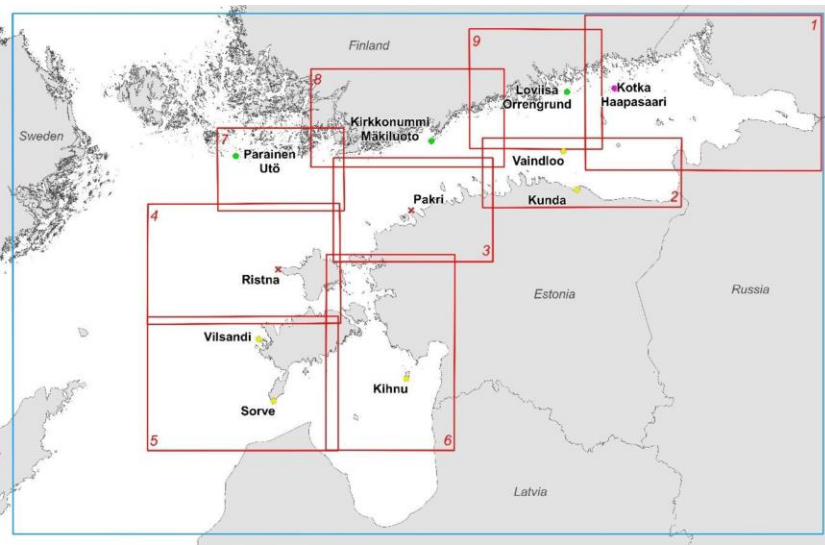 1
Finland
9
8
Loviisa
Orrengrund
Kotka
Haapasaari
Kirkkonummi
Mäkiluoto
Sweden
7
Parainen
Utö
Vaindloo
2
Kunda
4
Pakri
3
Ristna
Estonia
Russia
Vilsandi
Kihnu
Sorve
5
6
Latvia